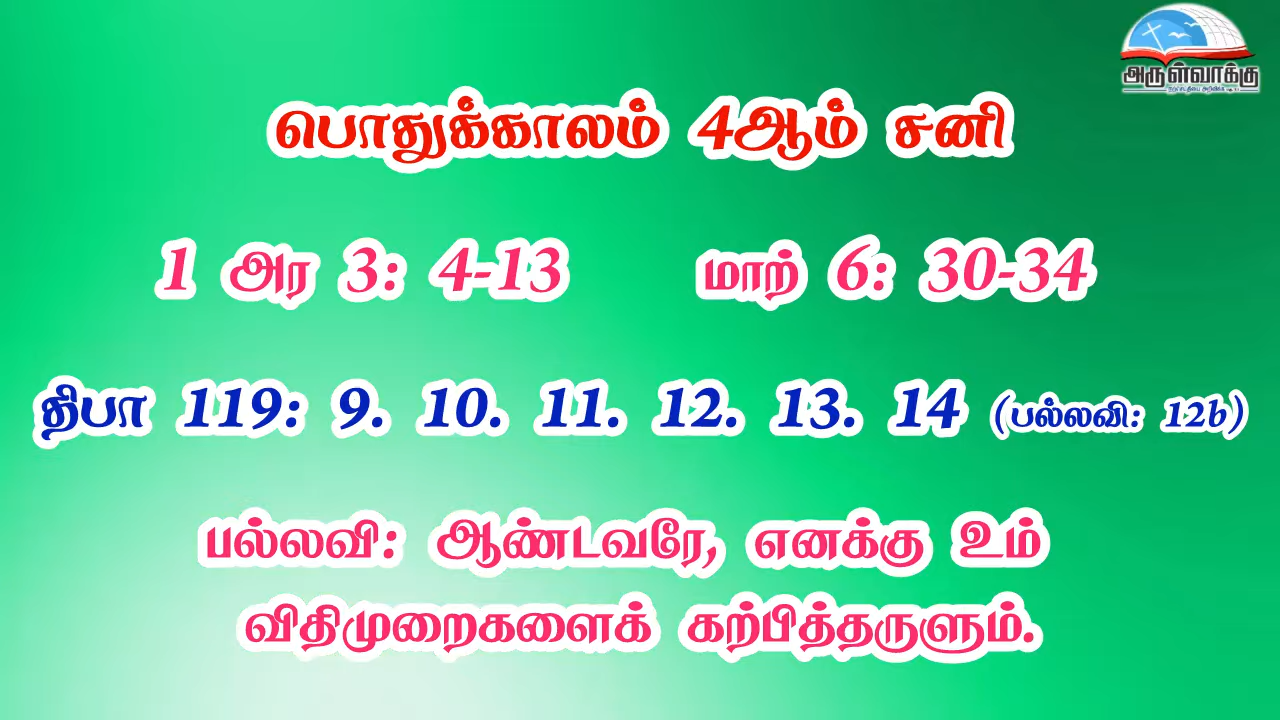 அருள்வாக்கு
பொதுக்காலம் 4ஆம் சனி
1 அர 3: 4-13 மாற் 6: 30-34
திபா 119: 9. 10. 11. 12. 13. 14 (பல்லவி: 12b)
பல்லவி: ஆண்டவரே, எனக்கு உம்
விதிமுறைகளைக் கற்பித்தருளும்.